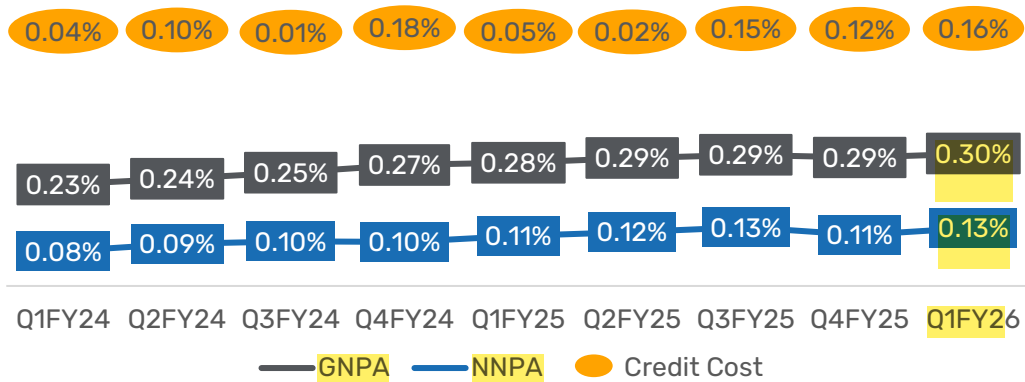 0.04% 0.10% 0.01% 0.18% 0.05% 0.02% 0.15% 0.12% 0.16%
0.23% 0.24% 0.25% 0.27% 0.28% 0.29% 0.29% 0.29% 0.30%
0.08% 0.09% 0.10% 0.10% 0.11% 0.12% 0.13% 0.11% 0.13%
Q1FY24 Q2FY24 Q3FY24 Q4FY24 Q1FY25 Q2FY25 Q3FY25 Q4FY25 Q1FY26
GNPA NNPA Credit Cost